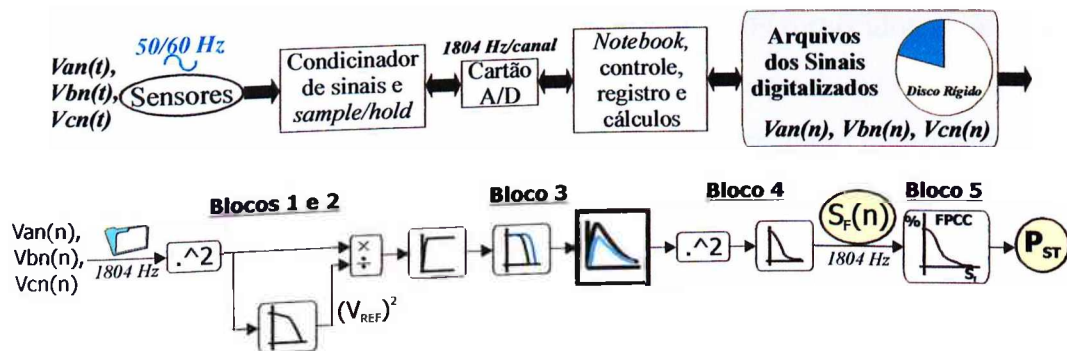 50/60 Hz
Van(t),
Vbn(t),
Vcn(t)
Sensores
Condicinador
de sinais e
sample/hold
1804 Hz/canal
Cartão
A/D
Notebook,
controle,
registro e
cálculos
Arquivos
dos Sinais
digitalizados
Disco Rígido
Van(n), Vbn(n), Vcn(n)
Blocos 1 e 2
Bloco 3
Bloco 4
Bloco 5
Van(n),
Vbn(n),
Vcn(n)
1804 Hz
.^2
×
÷
(VREF)²
.^2
SF(n)
1804 Hz
% FPCC
Sf
PST